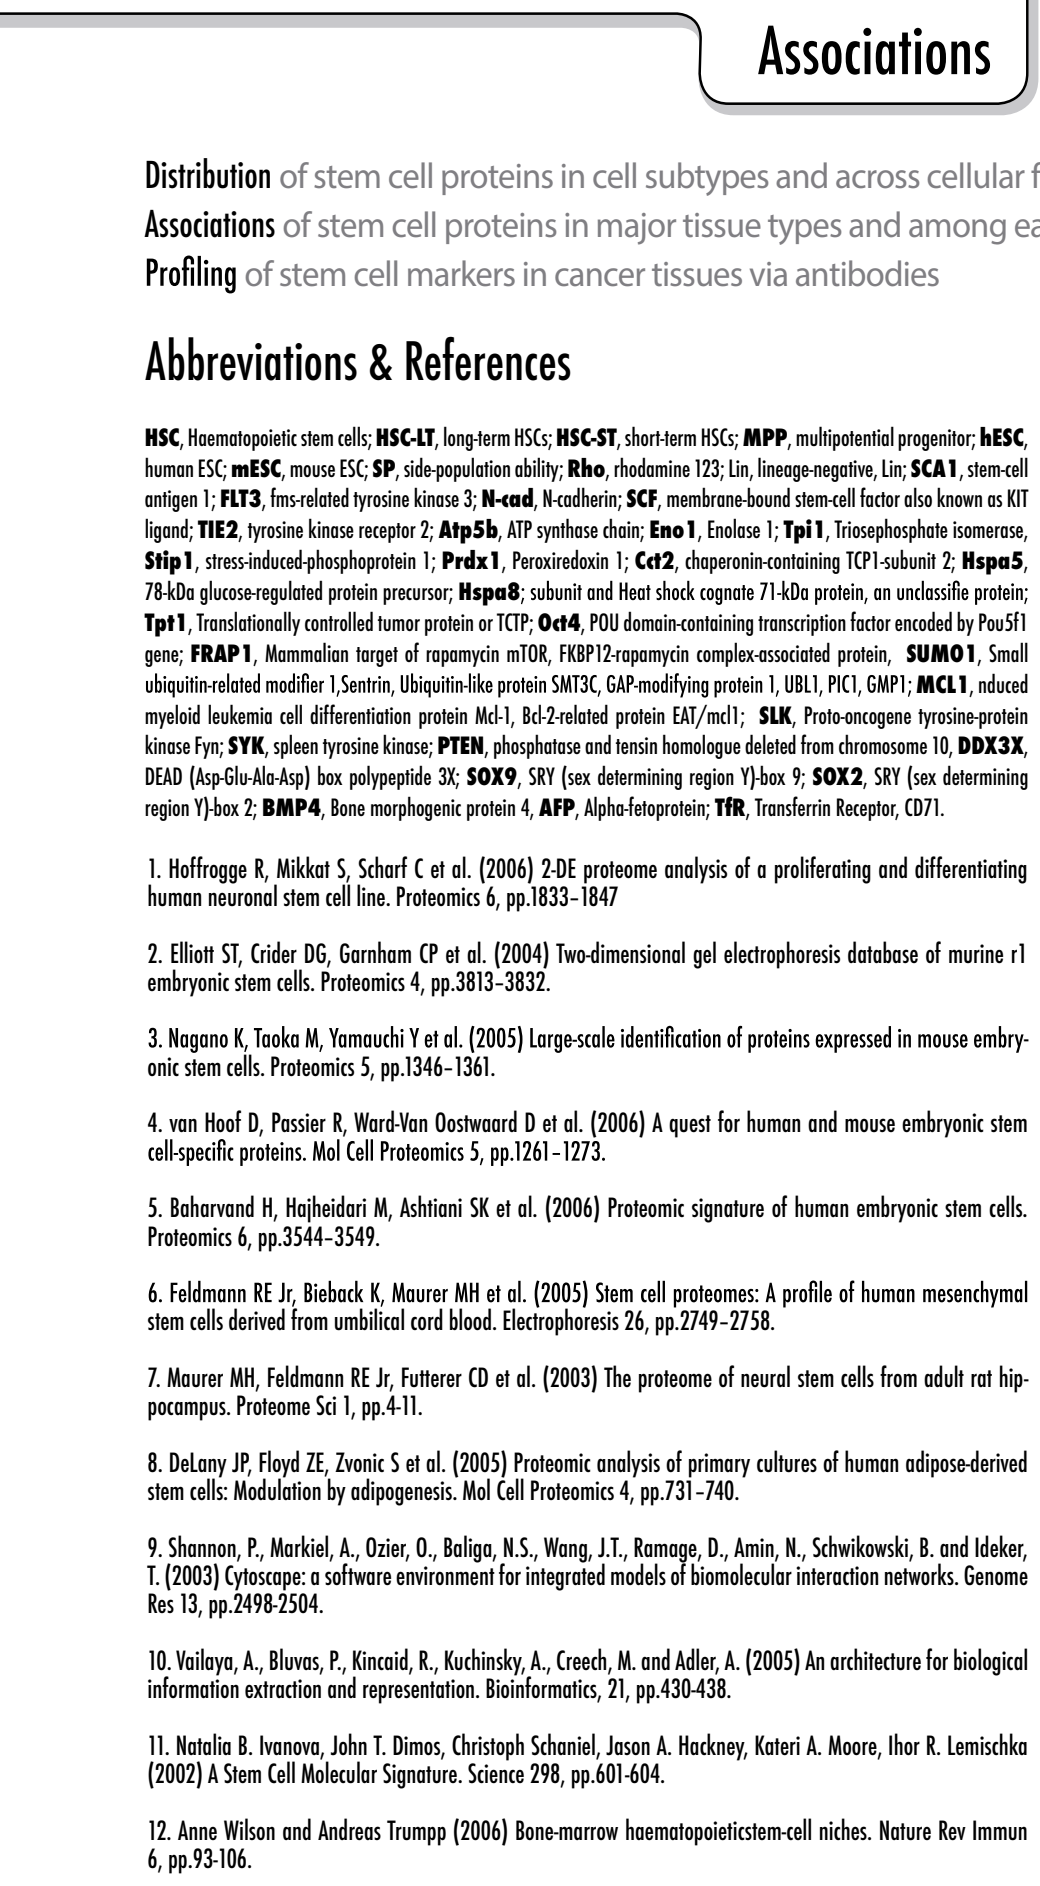 Associations
Distribution of stem cell proteins in cell subtypes and across cellular
Associations of stem cell proteins in major tissue types and among
Profiling of stem cell markers in cancer tissues via antibodies
Abbreviations & References
HSC, Haematopoietic stem cells; HSC-LT, long-term HSCs; HSC-ST, short-term HSCs; MPP, multipotential progenitor; hESC,
human ESC; mESC, mouse ESC; SP, side-population ability; Rho, rhodamine 123; Lin, lineage-negative, Lin; SCA1, stem-cell
antigen 1; FLT3, fms-related tyrosine kinase 3; N-cad, N-cadherin; SCF, membrane-bound stem-cell factor also known as KIT
ligand; TIE2, tyrosine kinase receptor 2; Atp5b, ATP synthase chain; Eno1, Enolase 1; Tpi1, Triosephosphate isomerase,
Stip1, stress-induced-phosphoprotein 1; Prdx1, Peroxiredoxin 1; Cct2, chaperonin-containing TCP1-subunit 2; Hspa5,
78-kDa glucose-regulated protein precursor; Hspa8; subunit and Heat shock cognate 71-kDa protein, an unclassifie protein;
Tpt1, Translationally controlled tumor protein or TCTP; Oct4, POU domain-containing transcription factor encoded by Pou5f1
gene; FRAP1, Mammalian target of rapamycin mTOR, FKBP12-rapamycin complex-associated protein, SUMO1, Small
ubiquitin-related modifier 1,Sentrin, Ubiquitin-like protein SMT3C, GAP-modifying protein 1, UBL1, PIC1, GMP1; MCL1, nduced
myeloid leukemia cell differentiation protein Mcl-1, Bcl-2-related protein EAT/mcl1; SLK, Proto-oncogene tyrosine-protein
kinase Fyn; SYK, spleen tyrosine kinase; PTEN, phosphatase and tensin homologue deleted from chromosome 10, DDX3X,
DEAD (Asp-Glu-Ala-Asp) box polypeptide 3X; SOX9, SRY (sex determining region Y)-box 9; SOX2, SRY (sex determining
region Y)-box 2; BMP4, Bone morphogenic protein 4, AFP, Alpha-fetoprotein; TfR, Transferrin Receptor, CD71.
1. Hoffrogge R, Mikkat S, Scharf C et al. (2006) 2-DE proteome analysis of a proliferating and differentiating
human neuronal stem cell line. Proteomics 6, pp.1833–1847
2. Elliott ST, Crider DG, Garnham CP et al. (2004) Two-dimensional gel electrophoresis database of murine r1
embryonic stem cells. Proteomics 4, pp.3813–3832.
3. Nagano K, Taoka M, Yamauchi Y et al. (2005) Large-scale identification of proteins expressed in mouse embry-
onic stem cells. Proteomics 5, pp.1346–1361.
4. van Hoof D, Passier R, Ward-Van Oostwaard D et al. (2006) A quest for human and mouse embryonic stem
cell-specific proteins. Mol Cell Proteomics 5, pp.1261–1273.
5. Baharvand H, Hajheidari M, Ashtiani SK et al. (2006) Proteomic signature of human embryonic stem cells.
Proteomics 6, pp.3544–3549.
6. Feldmann RE Jr, Bieback K, Maurer MH et al. (2005) Stem cell proteomes: A profile of human mesenchymal
stem cells derived from umbilical cord blood. Electrophoresis 26, pp.2749–2758.
7. Maurer MH, Feldmann RE Jr, Futterer CD et al. (2003) The proteome of neural stem cells from adult rat hip-
pocampus. Proteome Sci 1, pp.4-11.
8. DeLany JP, Floyd ZE, Zvonic S et al. (2005) Proteomic analysis of primary cultures of human adipose-derived
stem cells: Modulation by adipogenesis. Mol Cell Proteomics 4, pp.731–740.
9. Shannon, P., Markiel, A., Ozier, O., Baliga, N.S., Wang, J.T., Ramage, D., Amin, N., Schwikowski, B. and Ideker,
T. (2003) Cytoscape: a software environment for integrated models of biomolecular interaction networks. Genome
Res 13, pp.2498-2504.
10. Vailaya, A., Bluvas, P., Kincaid, R., Kuchinsky, A., Creech, M. and Adler, A. (2005) An architecture for biological
information extraction and representation. Bioinformatics, 21, pp.430-438.
11. Natalia B. Ivanova, John T. Dimos, Christoph Schaniel, Jason A. Hackney, Kateri A. Moore, Ihor R. Lemischka
(2002) A Stem Cell Molecular Signature. Science 298, pp.601-604.
12. Anne Wilson and Andreas Trumpp (2006) Bone-marrow haematopoieticstem-cell niches. Nature Rev Immun
6, pp.93-106.